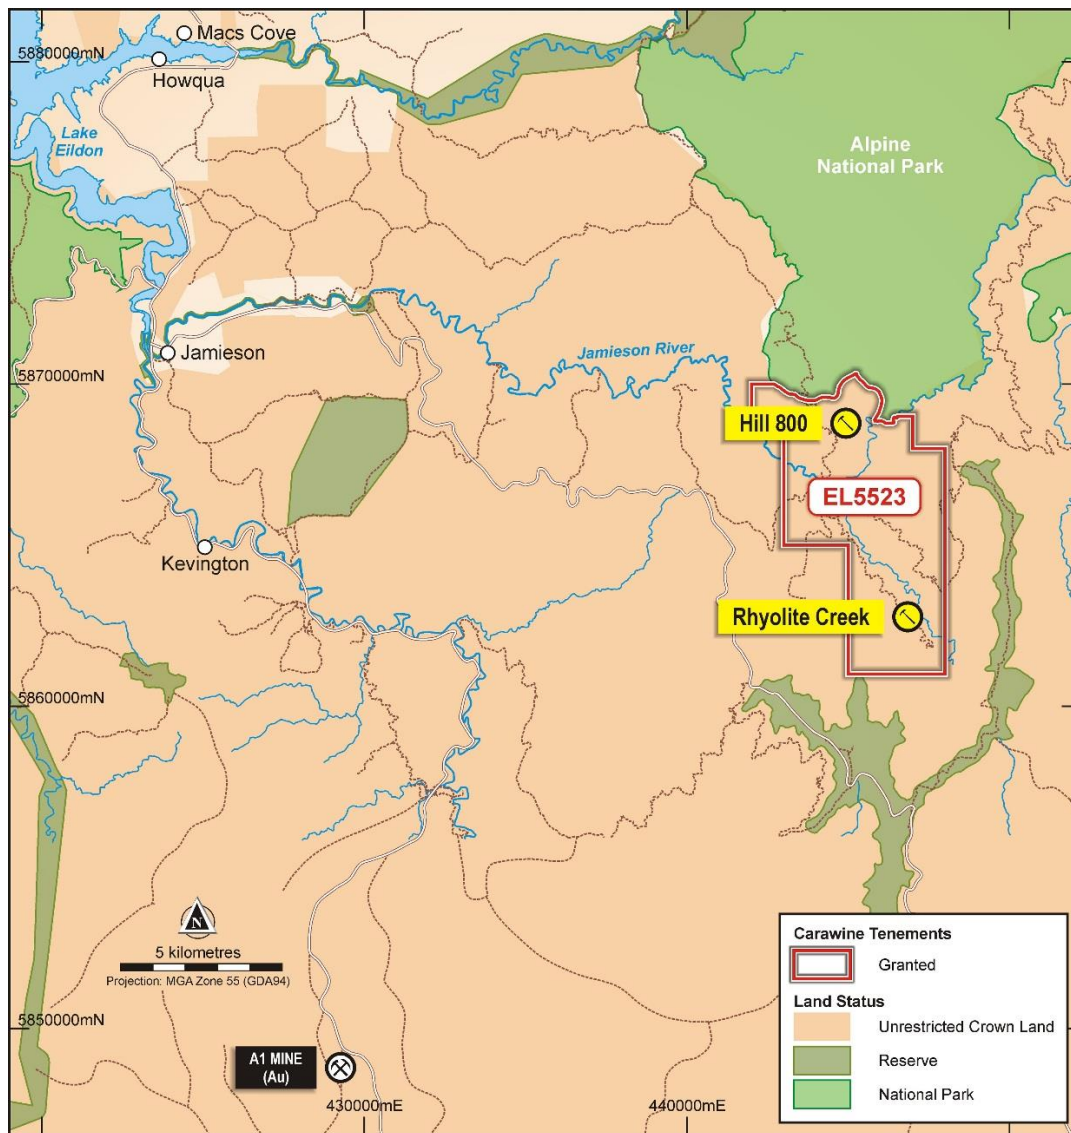 Macs Cove
5880000mN
Howqua
Lake
Eildon
Alpine
National Park
Jamieson
Jamieson River
5870000mN
Hill 800
EL5523
Kevington
Rhyolite Creek
5860000mN
N
5 kilometres
Projection: MGA Zone 55 (GDA94)
Carawine Tenements
Granted
Land Status
Unrestricted Crown Land
Reserve
National Park
5850000mN
A1 MINE
(Au)
430000mE
440000mE